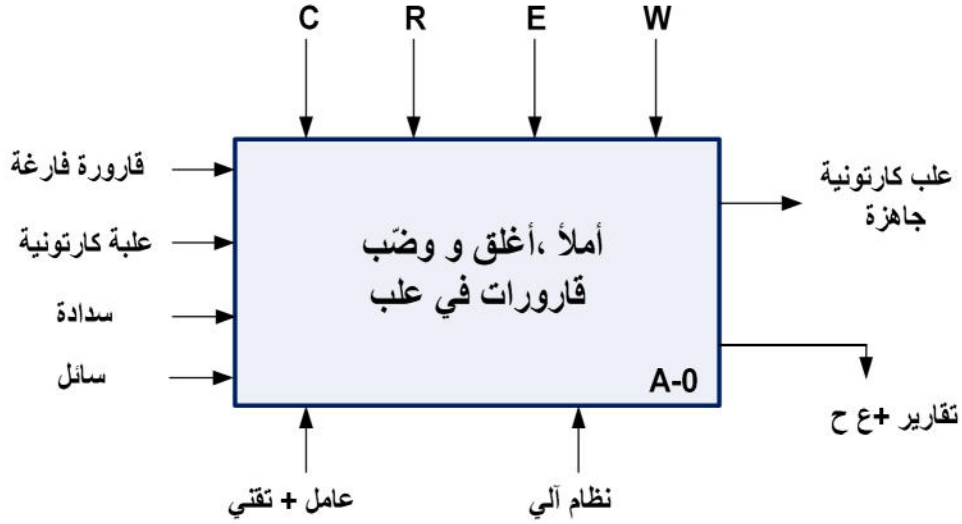 C
R
E
W
قارورة فارغة
علبة كارتونية
سدادة
سائل
أملأ ،أغلق و وضّب
قارورات في علب
A-0
علب كارتونية
جاهزة
تقارير +ع ح
عامل + تقني
نظام آلي